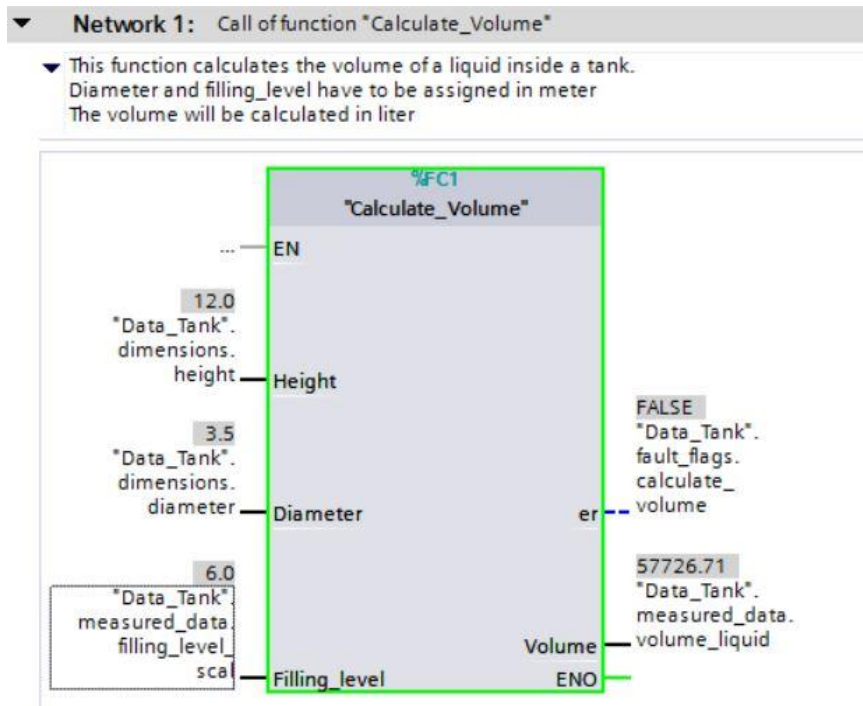 Network 1: Call of function "Calculate_Volume"
This function calculates the volume of a liquid inside a tank.
Diameter and filling_level have to be assigned in meter
The volume will be calculated in liter
%FC1
"Calculate_Volume"
...
EN
12.0
"Data_Tank".
dimensions.
height
Height
3.5
"Data_Tank".
dimensions.
diameter
Diameter
6.0
"Data_Tank".
measured_data.
filling_level_
scal
Filling_level
FALSE
"Data_Tank".
fault_flags.
calculate_
volume
er
57726.71
"Data_Tank".
measured_data.
volume_liquid
Volume
ENO